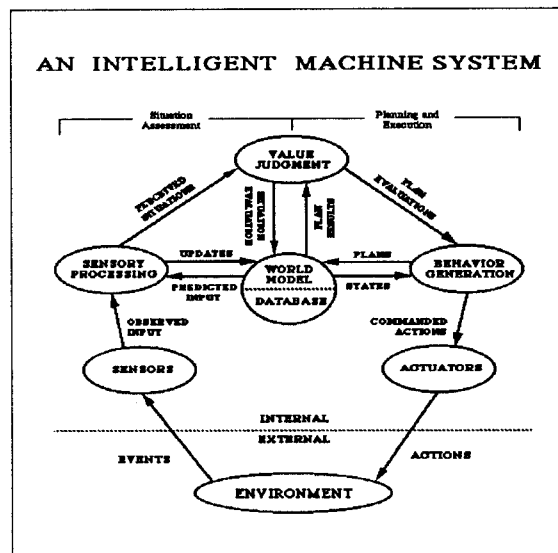 AN INTELLIGENT MACHINE SYSTEM
Situation
Assessment
Planning and
Execution
VALUE
JUDGMENT
PERCEIVED
SITUATIONS
SITUATION
EVALUATION
PLAN
RESULTS
PLAN
EVALUATIONS
SENSORY
PROCESSING
UPDATES
PREDICTED
INPUT
WORLD
MODEL
DATABASE
PLANS
STATES
BEHAVIOR
GENERATION
OBSERVED
INPUT
COMMANDED
ACTIONS
SENSORS
ACTUATORS
INTERNAL
EXTERNAL
EVENTS
ACTIONS
ENVIRONMENT